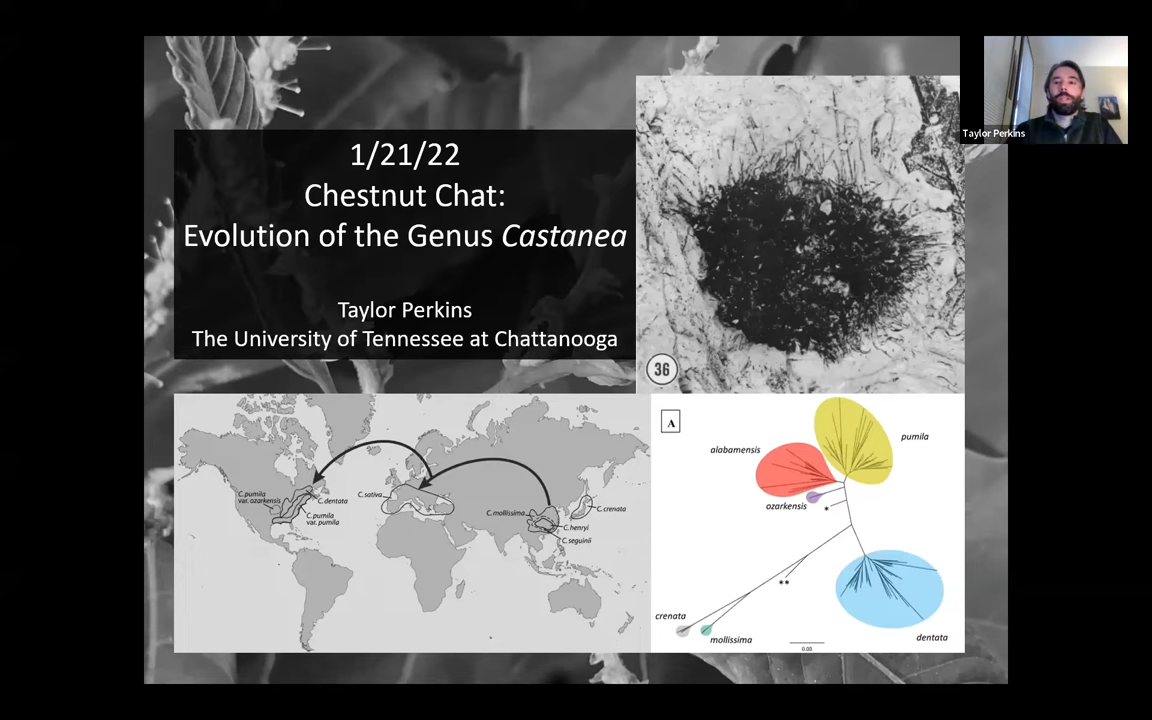 1/21/22
Chestnut Chat:
Evolution of the Genus Castanea
Taylor Perkins
The University of Tennessee at Chattanooga
Taylor Perkins
36
C.pumila
var. ozarkensis
C.dentata
C.pumila
var. pumila
C.sativa
C.mollissima
C.crenata
C.henryi
C.seguinii
A
alabamensis
pumila
ozarkensis
*
**
crenata
mollissima
dentata
0.03